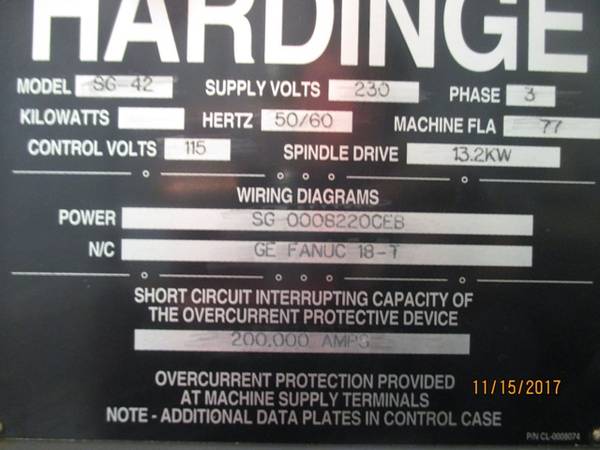 HARDINGE
MODEL SG-42 SUPPLY VOLTS 230 PHASE 3
KILOWATTS HERTZ 50/60 MACHINE FLA 77
CONTROL VOLTS 115 SPINDLE DRIVE 13.2KW
WIRING DIAGRAMS
POWER SG 0008220CEB
N/C GE FANUC 18-T
SHORT CIRCUIT INTERRUPTING CAPACITY OF
THE OVERCURRENT PROTECTIVE DEVICE
200,000 AMPS
OVERCURRENT PROTECTION PROVIDED
AT MACHINE SUPPLY TERMINALS
NOTE - ADDITIONAL DATA PLATES IN CONTROL CASE
11/15/2017
P/N CL-0008074